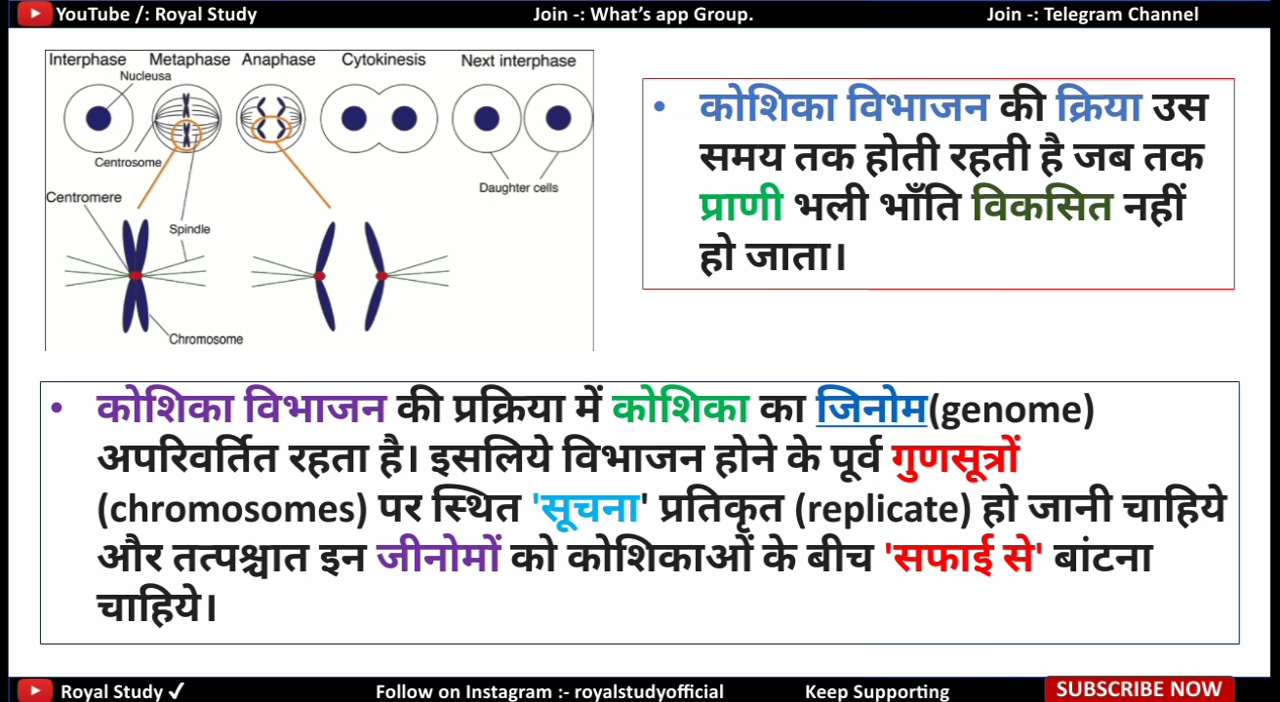 YouTube /: Royal Study
Join -: What's app Group.
Join -: Telegram Channel
Interphase Metaphase Anaphase Cytokinesis Next interphase
Nucleusa
Centrosome
Daughter cells
Centromere
Spindle
Chromosome
• कोशिका विभाजन की क्रिया उस
समय तक होती रहती है जब तक
प्राणी भली भाँति विकसित नहीं
हो जाता।
• कोशिका विभाजन की प्रक्रिया में कोशिका का जिनोम(genome)
अपरिवर्तित रहता है। इसलिये विभाजन होने के पूर्व गुणसूत्रों
(chromosomes) पर स्थित 'सूचना' प्रतिकृत (replicate) हो जानी चाहिये
और तत्पश्चात इन जीनोमों को कोशिकाओं के बीच 'सफाई से' बांटना
चाहिये।
Royal Study ✓
Follow on Instagram :- royalstudyofficial
Keep Supporting
SUBSCRIBE NOW